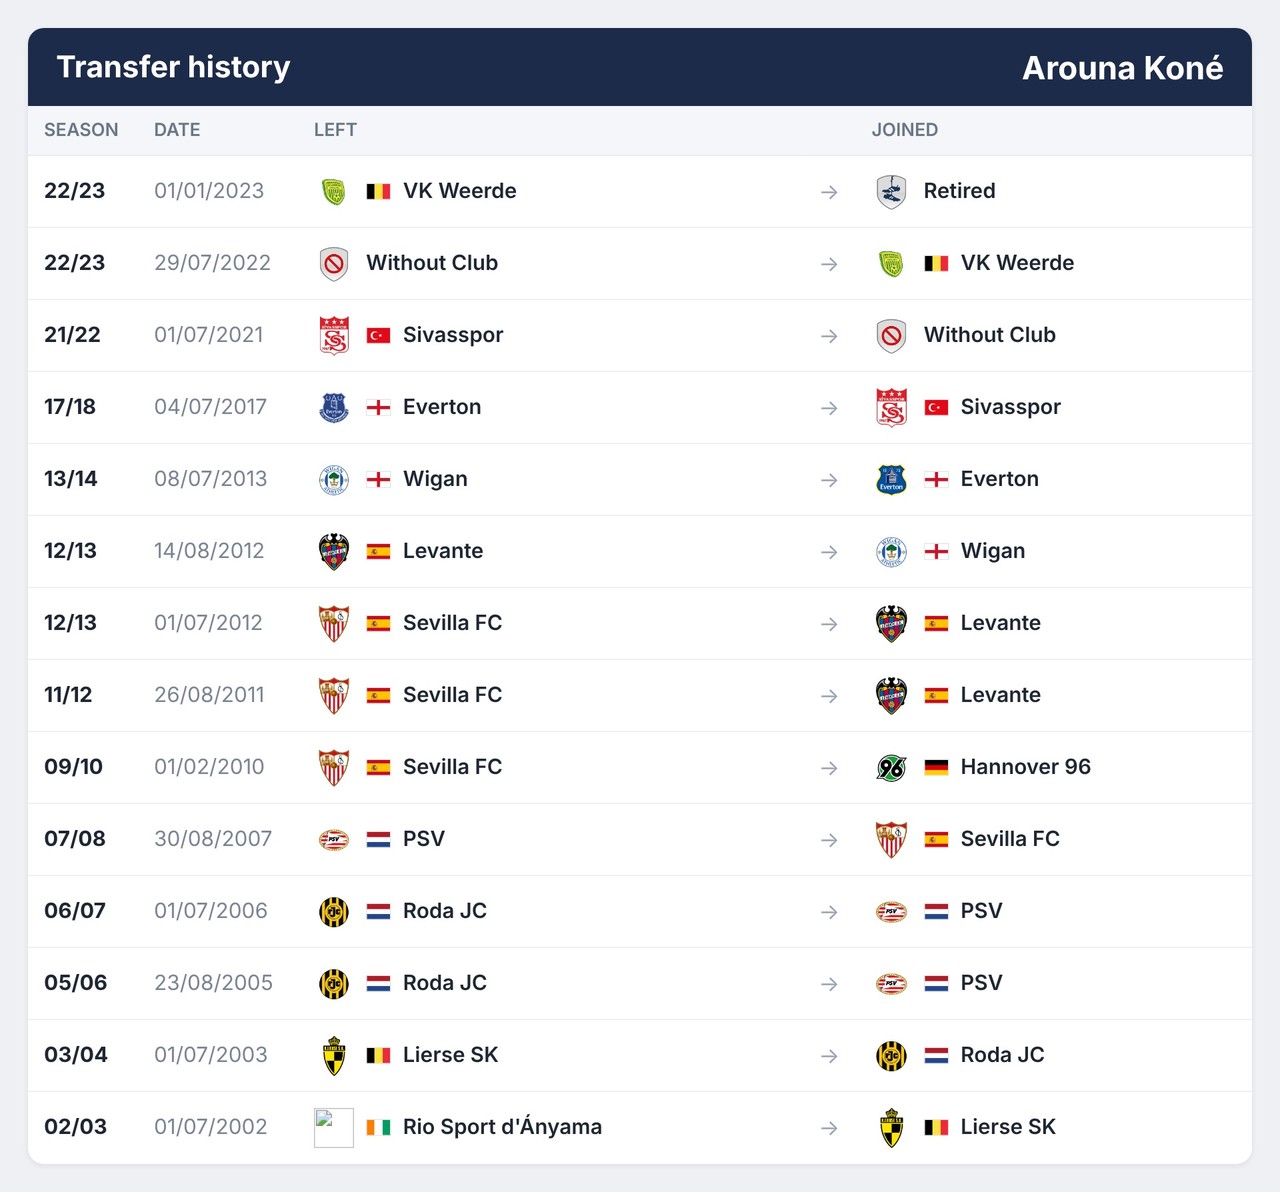 Transfer history Arouna Koné
SEASON DATE LEFT JOINED
22/23 01/01/2023 VK Weerde → Retired
22/23 29/07/2022 Without Club → VK Weerde
21/22 01/07/2021 Sivasspor → Without Club
17/18 04/07/2017 Everton → Sivasspor
13/14 08/07/2013 Wigan → Everton
12/13 14/08/2012 Levante → Wigan
12/13 01/07/2012 Sevilla FC → Levante
11/12 26/08/2011 Sevilla FC → Levante
09/10 01/02/2010 Sevilla FC → Hannover 96
07/08 30/08/2007 PSV → Sevilla FC
06/07 01/07/2006 Roda JC → PSV
05/06 23/08/2005 Roda JC → PSV
03/04 01/07/2003 Lierse SK → Roda JC
02/03 01/07/2002 Rio Sport d'Ányama → Lierse SK